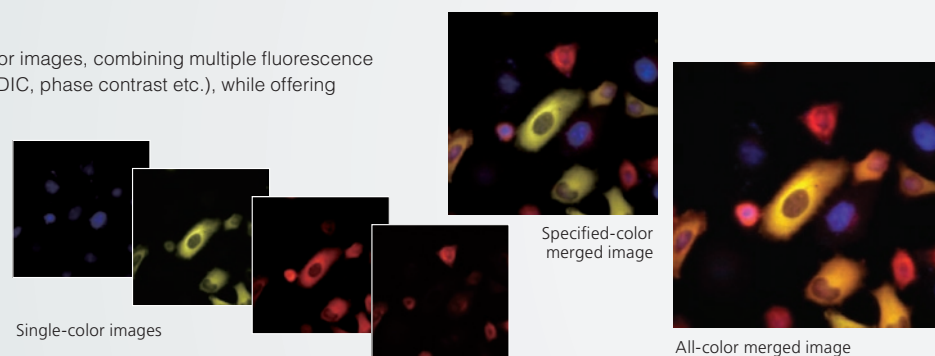 or images, combining multiple fluorescence
DIC, phase contrast etc.), while offering
Specified-color
merged image
Single-color images
All-color merged image